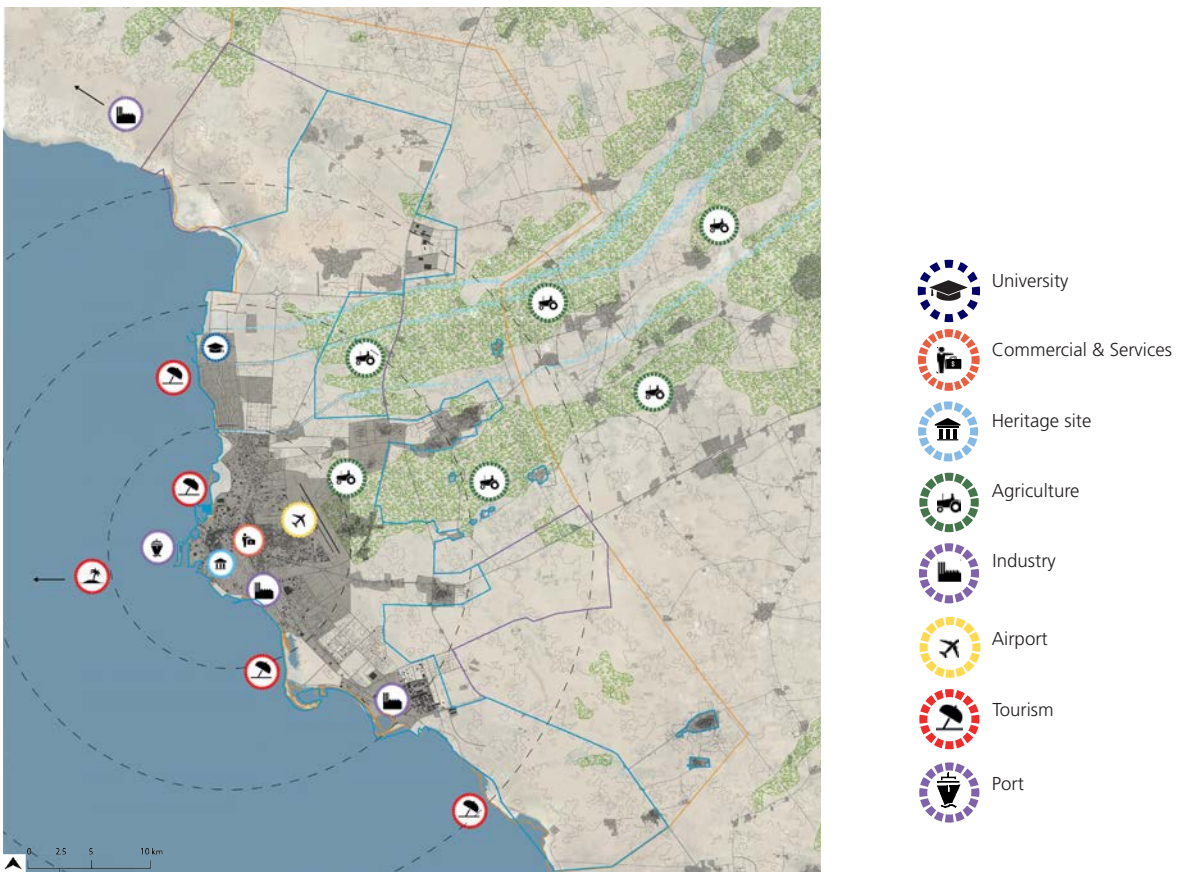 University
Commercial & Services
Heritage site
Agriculture
Industry
Airport
Tourism
Port
0 2.5 5 10 km